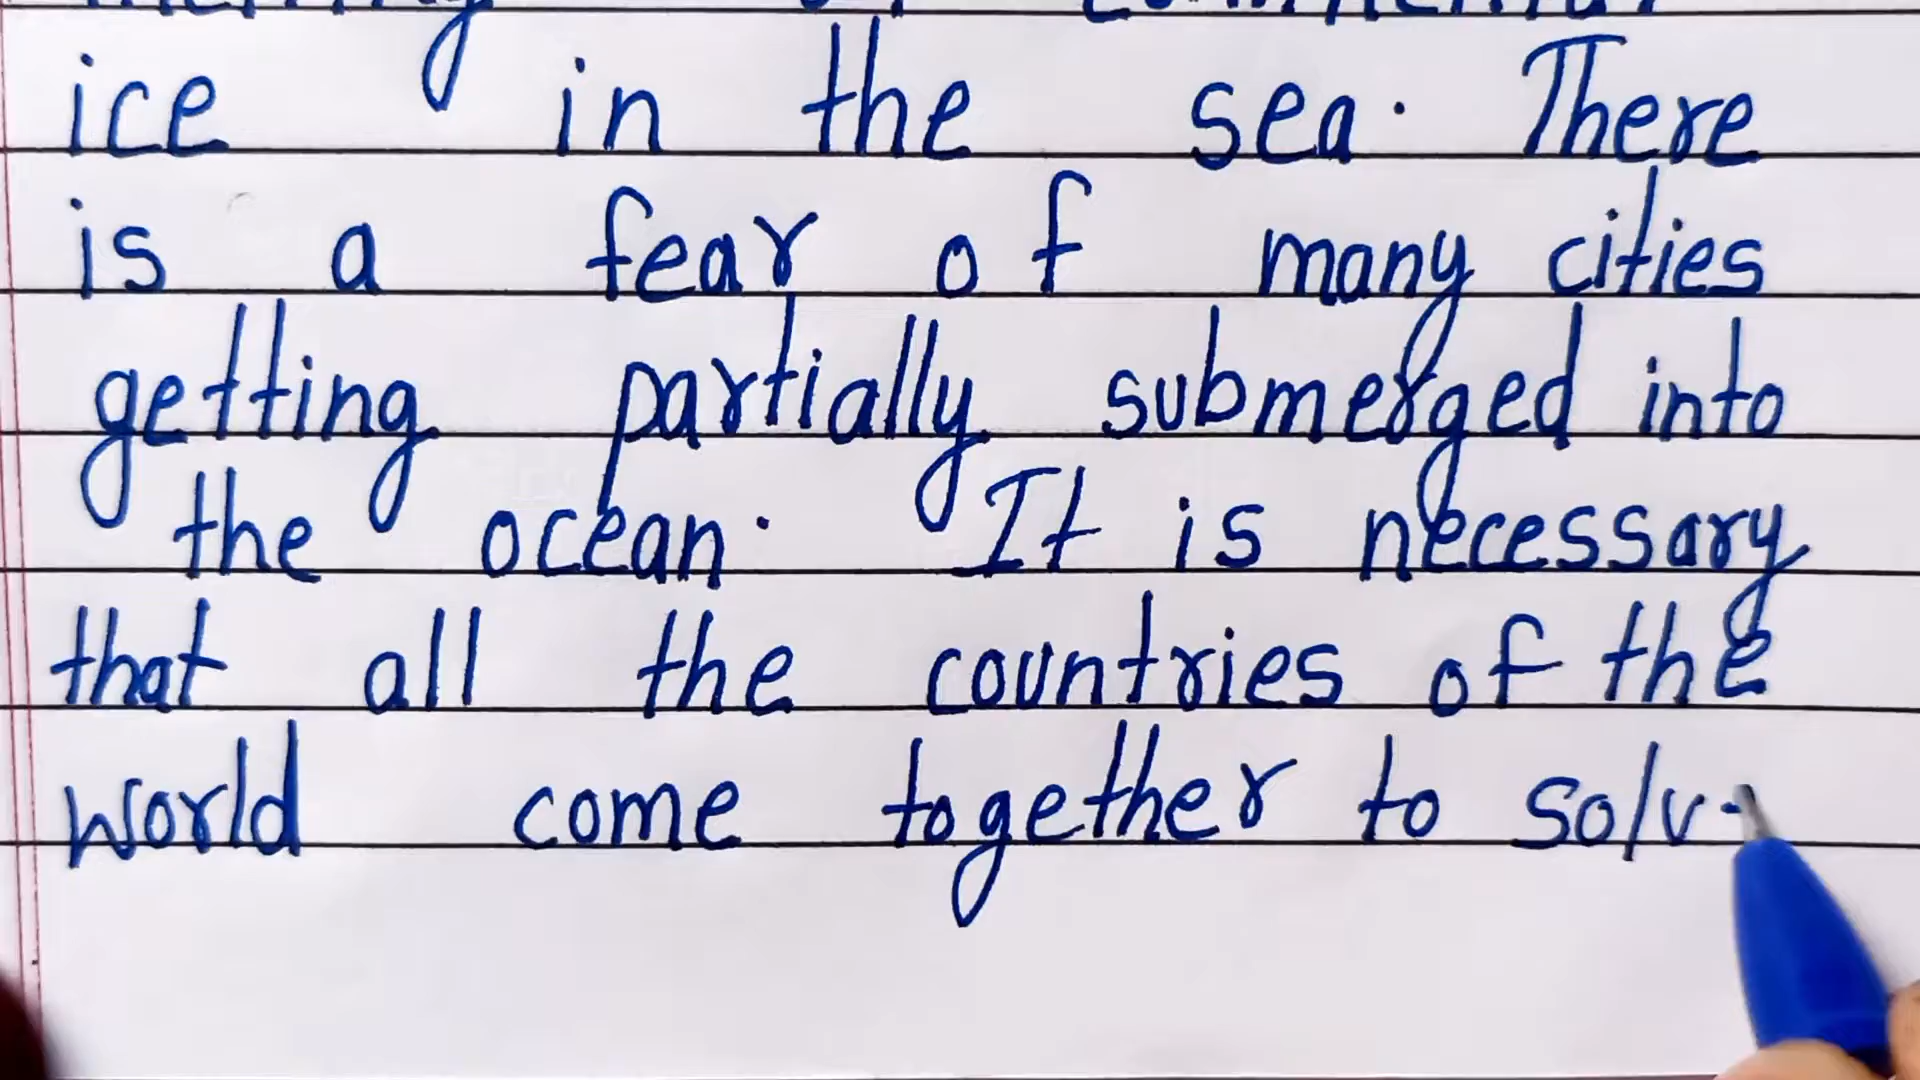 ice in the sea. There
is a fear of many cities
getting partially submerged into
the ocean. It is necessary
that all the countries of the
world come together to solv